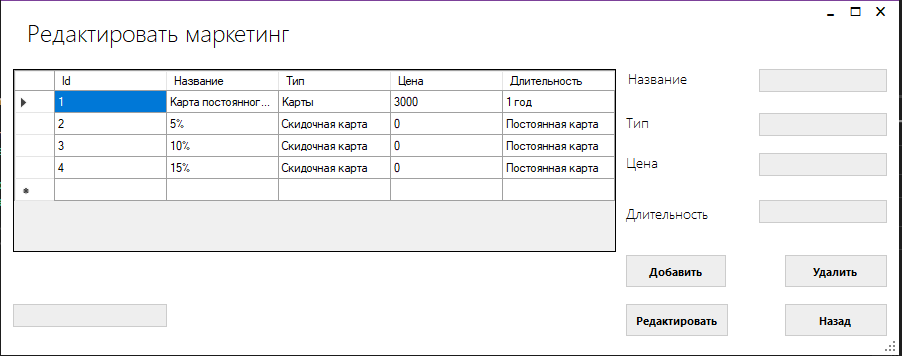 Редактировать маркетинг
Id Название Тип Цена Длительность
1 Карта постоянног... Карты 3000 1 год
2 5% Скидочная карта 0 Постоянная карта
3 10% Скидочная карта 0 Постоянная карта
4 15% Скидочная карта 0 Постоянная карта
Название
Тип
Цена
Длительность
Добавить Удалить
Редактировать Назад